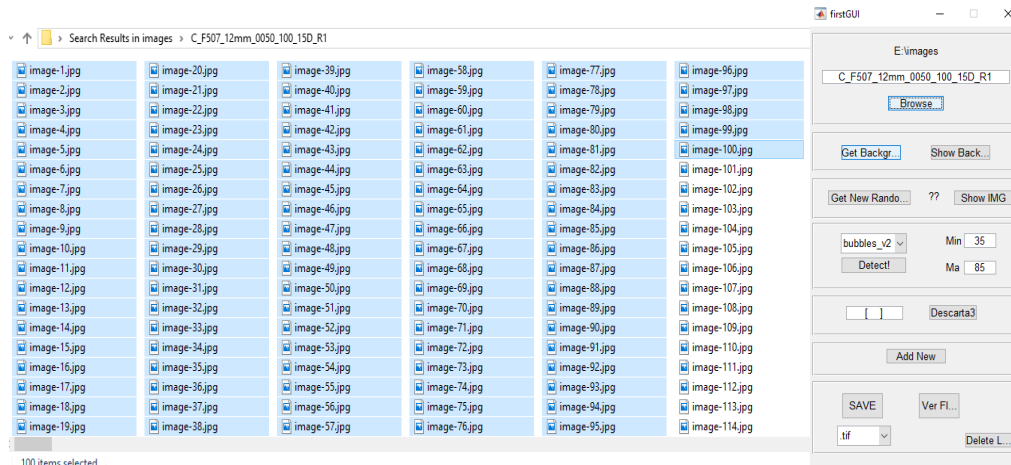 Search Results in images > C_F507_12mm_0050_100_15D_R1
image-1.jpg
image-2.jpg
image-3.jpg
image-4.jpg
image-5.jpg
image-6.jpg
image-7.jpg
image-8.jpg
image-9.jpg
image-10.jpg
image-11.jpg
image-12.jpg
image-13.jpg
image-14.jpg
image-15.jpg
image-16.jpg
image-17.jpg
image-18.jpg
image-19.jpg
image-20.jpg
image-21.jpg
image-22.jpg
image-23.jpg
image-24.jpg
image-25.jpg
image-26.jpg
image-27.jpg
image-28.jpg
image-29.jpg
image-30.jpg
image-31.jpg
image-32.jpg
image-33.jpg
image-34.jpg
image-35.jpg
image-36.jpg
image-37.jpg
image-38.jpg
image-39.jpg
image-40.jpg
image-41.jpg
image-42.jpg
image-43.jpg
image-44.jpg
image-45.jpg
image-46.jpg
image-47.jpg
image-48.jpg
image-49.jpg
image-50.jpg
image-51.jpg
image-52.jpg
image-53.jpg
image-54.jpg
image-55.jpg
image-56.jpg
image-57.jpg
image-58.jpg
image-59.jpg
image-60.jpg
image-61.jpg
image-62.jpg
image-63.jpg
image-64.jpg
image-65.jpg
image-66.jpg
image-67.jpg
image-68.jpg
image-69.jpg
image-70.jpg
image-71.jpg
image-72.jpg
image-73.jpg
image-74.jpg
image-75.jpg
image-76.jpg
image-77.jpg
image-78.jpg
image-79.jpg
image-80.jpg
image-81.jpg
image-82.jpg
image-83.jpg
image-84.jpg
image-85.jpg
image-86.jpg
image-87.jpg
image-88.jpg
image-89.jpg
image-90.jpg
image-91.jpg
image-92.jpg
image-93.jpg
image-94.jpg
image-95.jpg
image-96.jpg
image-97.jpg
image-98.jpg
image-99.jpg
image-100.jpg
image-101.jpg
image-102.jpg
image-103.jpg
image-104.jpg
image-105.jpg
image-106.jpg
image-107.jpg
image-108.jpg
image-109.jpg
image-110.jpg
image-111.jpg
image-112.jpg
image-113.jpg
image-114.jpg
100 items selected
firstGUI
E:\images
C_F507_12mm_0050_100_15D_R1
Browse
Get Backgr... Show Back...
Get New Rando... ?? Show IMG
bubbles_v2 Min 35
Detect! Ma 85
[ ] Descarta3
Add New
SAVE Ver Fl...
.tif Delete L...